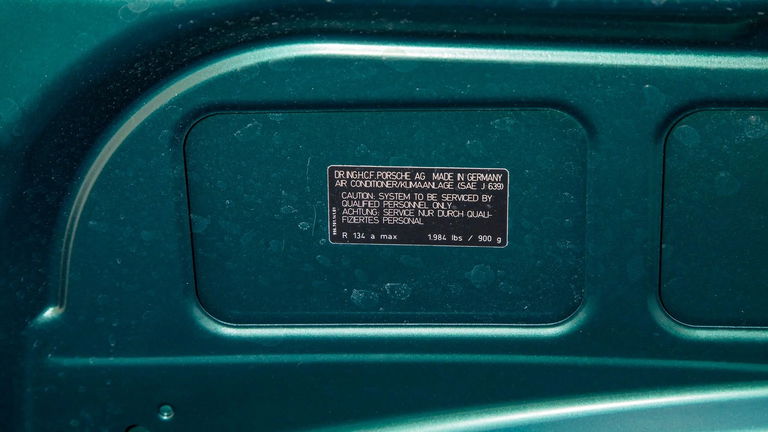 DR.ING.H.C.F.PORSCHE AG MADE IN GERMANY
AIR CONDITIONER/KLIMAANLAGE (SAE J 639)
CAUTION: SYSTEM TO BE SERVICED BY
QUALIFIED PERSONNEL ONLY
ACHTUNG: SERVICE NUR DURCH QUALI-
FIZIERTES PERSONAL
R 134 a max 1.984 lbs / 900 g